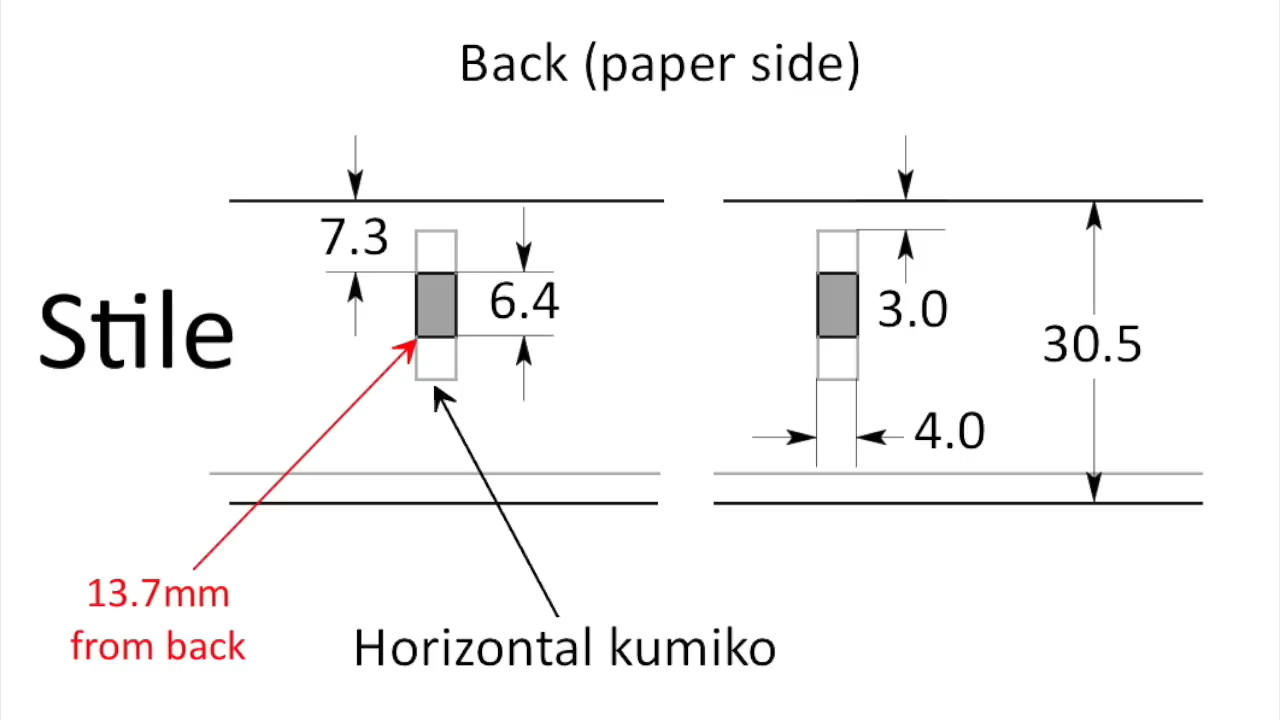 Back (paper side)
7.3
6.4
Stile
3.0
30.5
4.0
13.7mm
from back
Horizontal kumiko